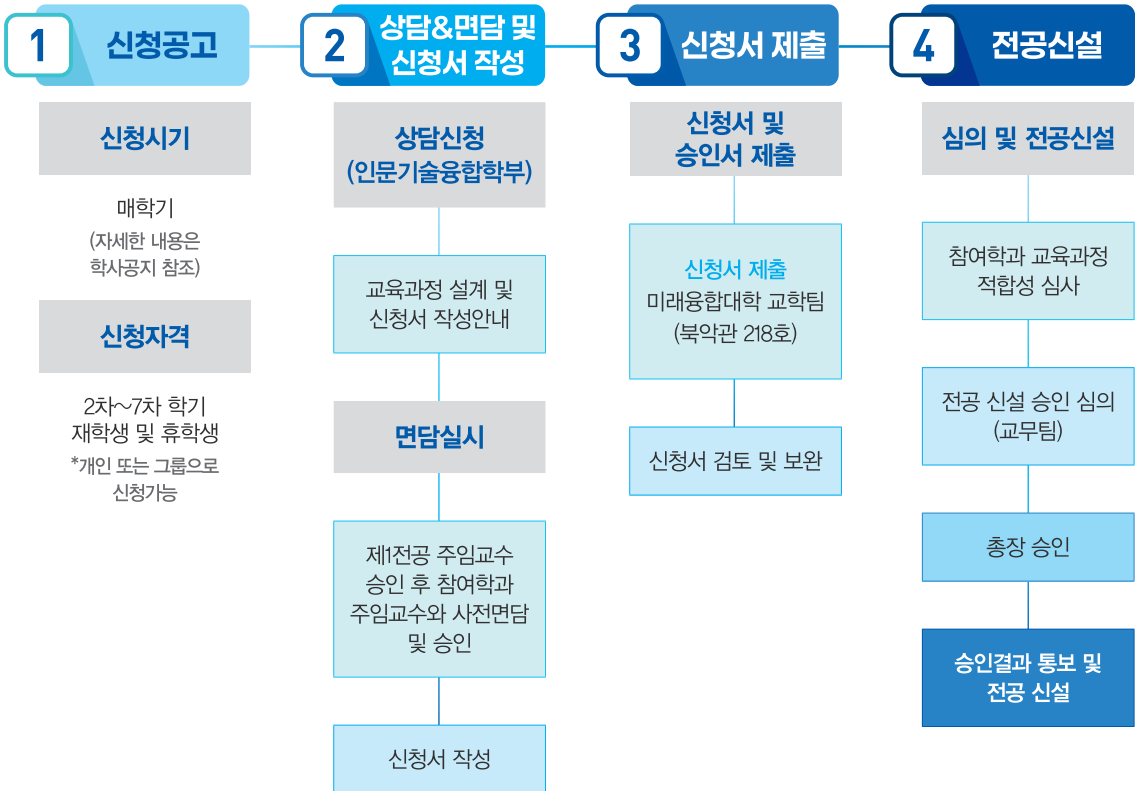 1
신청공고
신청시기
매학기
(자세한 내용은
학사공지 참조)
신청자격
2차~7차 학기
재학생 및 휴학생
*개인 또는 그룹으로
신청가능
2
상담&면담 및
신청서 작성
상담신청
(인문기술융합학부)
교육과정 설계 및
신청서 작성안내
면담실시
제1전공 주임교수
승인 후 참여학과
주임교수와 사전면담
및 승인
신청서 작성
3
신청서 제출
신청서 및
승인서 제출
신청서 제출
미래융합대학 교학팀
(북악관 218호)
신청서 검토 및 보완
4
전공신설
심의 및 전공신설
참여학과 교육과정
적합성 심사
전공 신설 승인 심의
(교무팀)
총장 승인
승인결과 통보 및
전공 신설